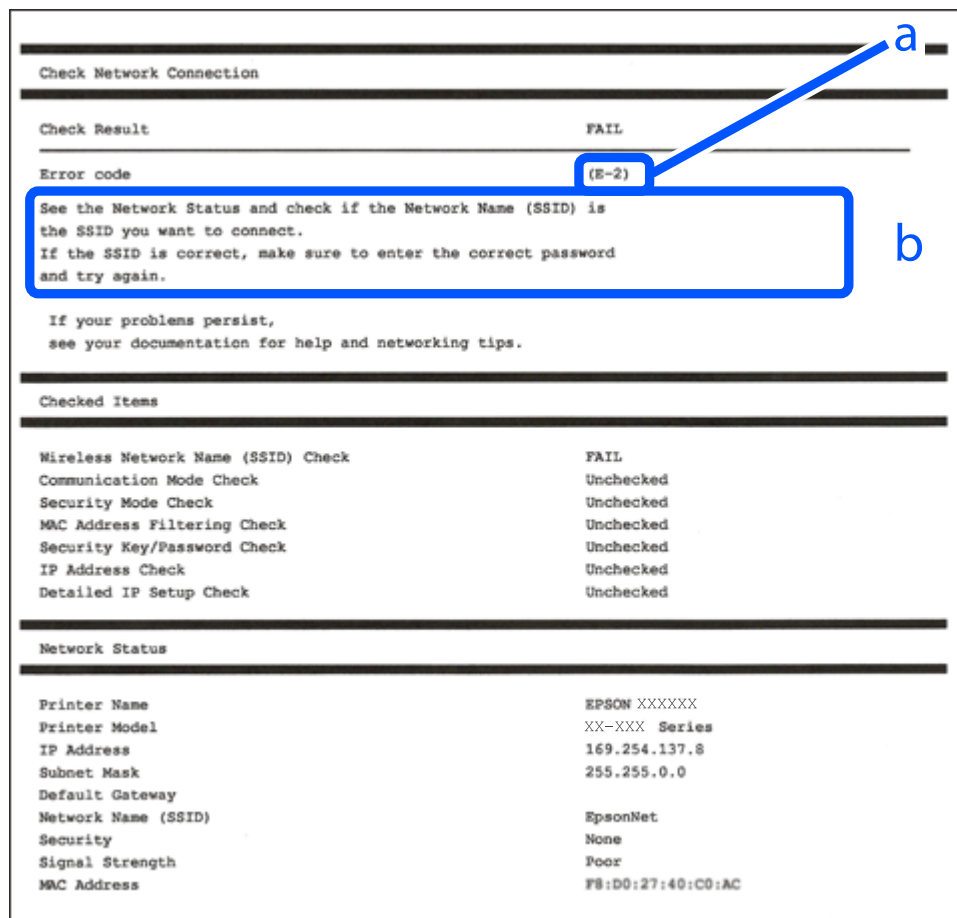 a
Check Network Connection
Check Result FAIL
Error code (E-2)
See the Network Status and check if the Network Name (SSID) is
the SSID you want to connect.
If the SSID is correct, make sure to enter the correct password
and try again.
b
If your problems persist,
see your documentation for help and networking tips.
Checked Items
Wireless Network Name (SSID) Check FAIL
Communication Mode Check Unchecked
Security Mode Check Unchecked
MAC Address Filtering Check Unchecked
Security Key/Password Check Unchecked
IP Address Check Unchecked
Detailed IP Setup Check Unchecked
Network Status
Printer Name EPSON XXXXXX
Printer Model XX-XXX Series
IP Address 169.254.137.8
Subnet Mask 255.255.0.0
Default Gateway
Network Name (SSID) EpsonNet
Security None
Signal Strength Poor
MAC Address F8:D0:27:40:C0:AC